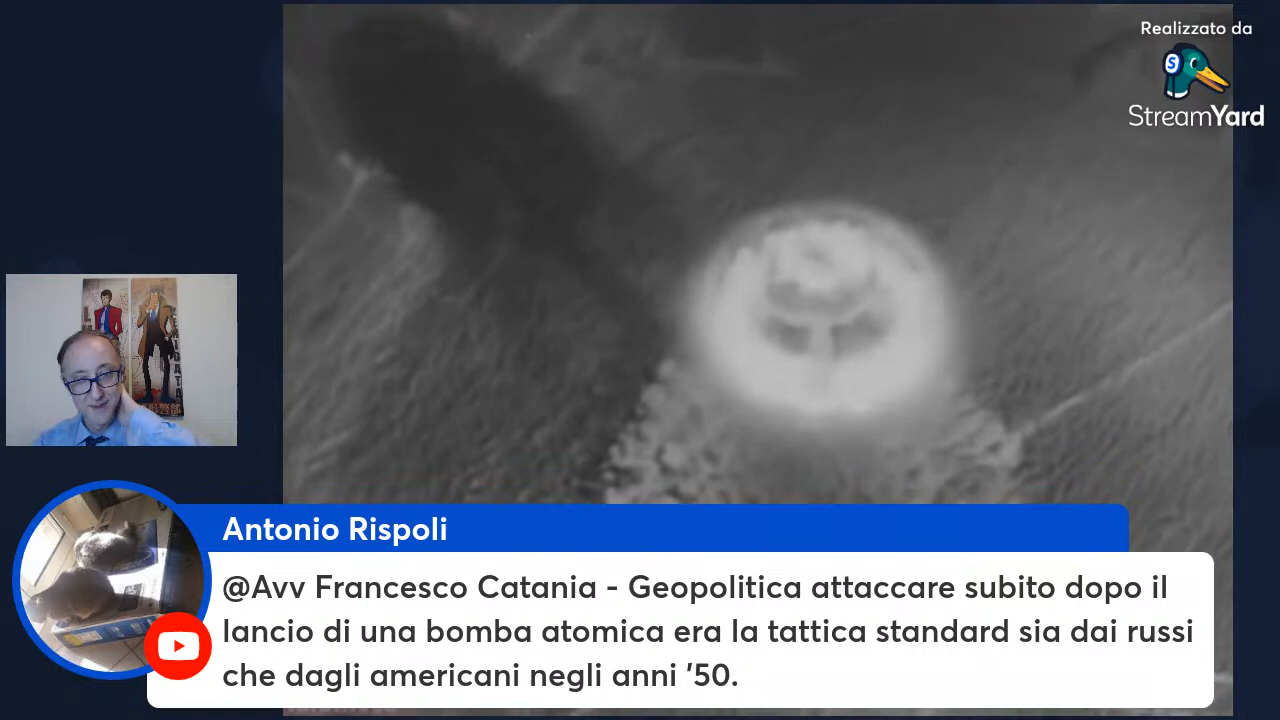 Realizzato da
StreamYard
Antonio Rispoli
@Avv Francesco Catania - Geopolitica attaccare subito dopo il
lancio di una bomba atomica era la tattica standard sia dai russi
che dagli americani negli anni '50.